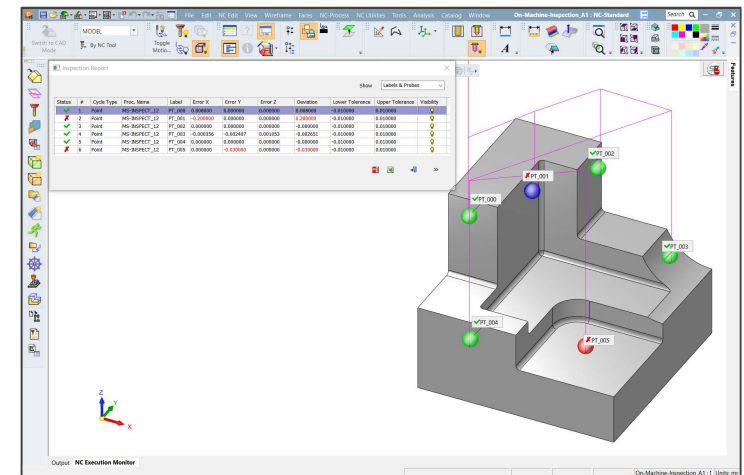 File Edit NC Edit View Wireframe Faces NC-Process NC Utilities Tools Analysis Catalog Window On-Machine-Inspection_A1 : NC-Standard Search
Switch to CAD Mode
MODEL
By NC Tool
Toggle Motio...
Features
Inspection Report
Show Labels & Probes
Status # Cycle Type Proc. Name Label Error X Error Y Error Z Deviation Lower Tolerance Upper Tolerance Visibility
1 Point MS-INSPECT_12 PT_000 0.000000 0.000000 0.000000 0.000000 -0.010000 0.010000
2 Point MS-INSPECT_12 PT_001 -0.200000 0.000000 0.000000 0.200000 -0.010000 0.010000
3 Point MS-INSPECT_12 PT_002 0.000000 0.000000 0.000000 -0.000000 -0.010000 0.010000
4 Point MS-INSPECT_12 PT_003 -0.000356 -0.002407 0.001053 -0.002651 -0.010000 0.010000
5 Point MS-INSPECT_12 PT_004 0.000000 0.000000 0.000000 -0.000000 -0.010000 0.010000
6 Point MS-INSPECT_12 PT_005 0.000000 -0.030000 0.000000 -0.030000 -0.010000 0.010000
PT_002
PT_001
PT_000
PT_003
PT_004
PT_005
Z
Y
X
Output NC Execution Monitor
On-Machine-Inspection A1 : Units: